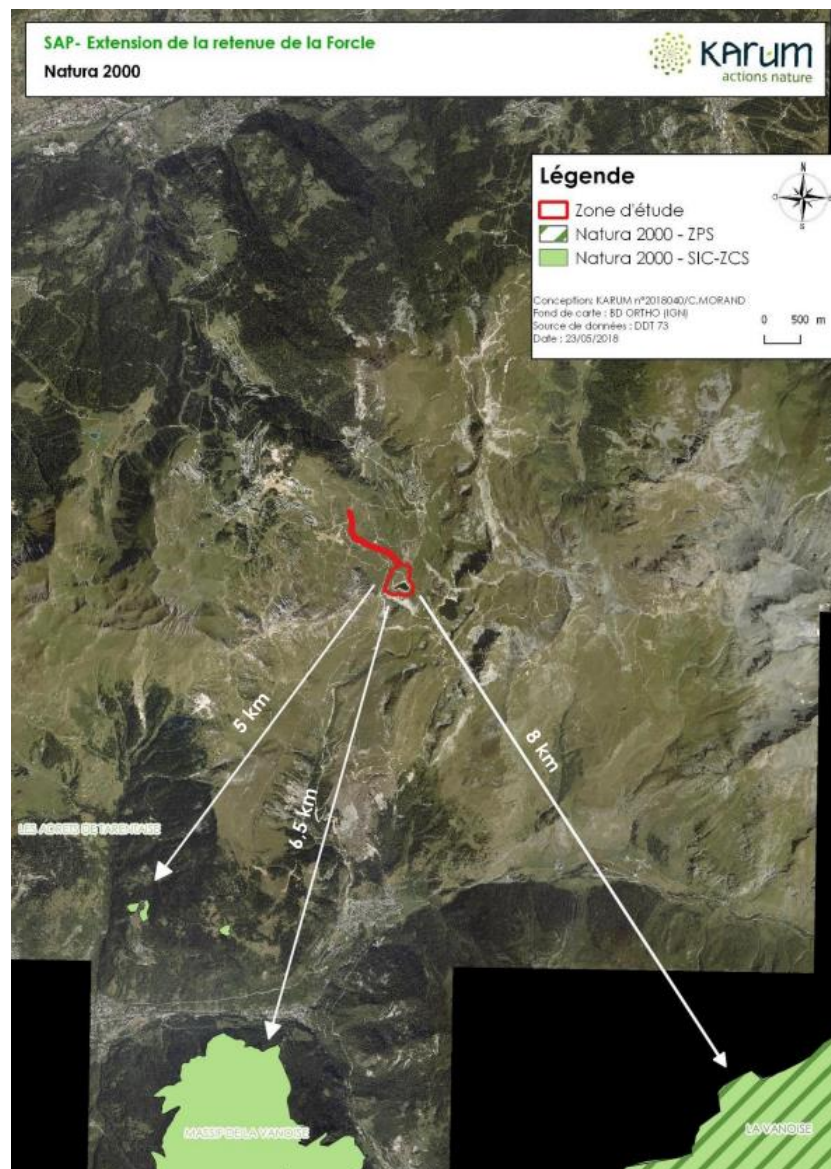 SAP- Extension de la retenue de la Forcle
Natura 2000
KARUM
actions nature
Légende
Zone d'étude
Natura 2000 - ZPS
Natura 2000 - SIC-ZCS
N
O
S
Conception: KARUM n°2018040/C.MORAND
Fond de carte : BD ORTHO (IGN)
Source de données : DDT 73
Date : 23/05/2018
0 500 m
5 km
6,5 km
8 km
LES ADRETS DE TARENTAISE
MASSIF DE LA VANOISE
LA VANOISE